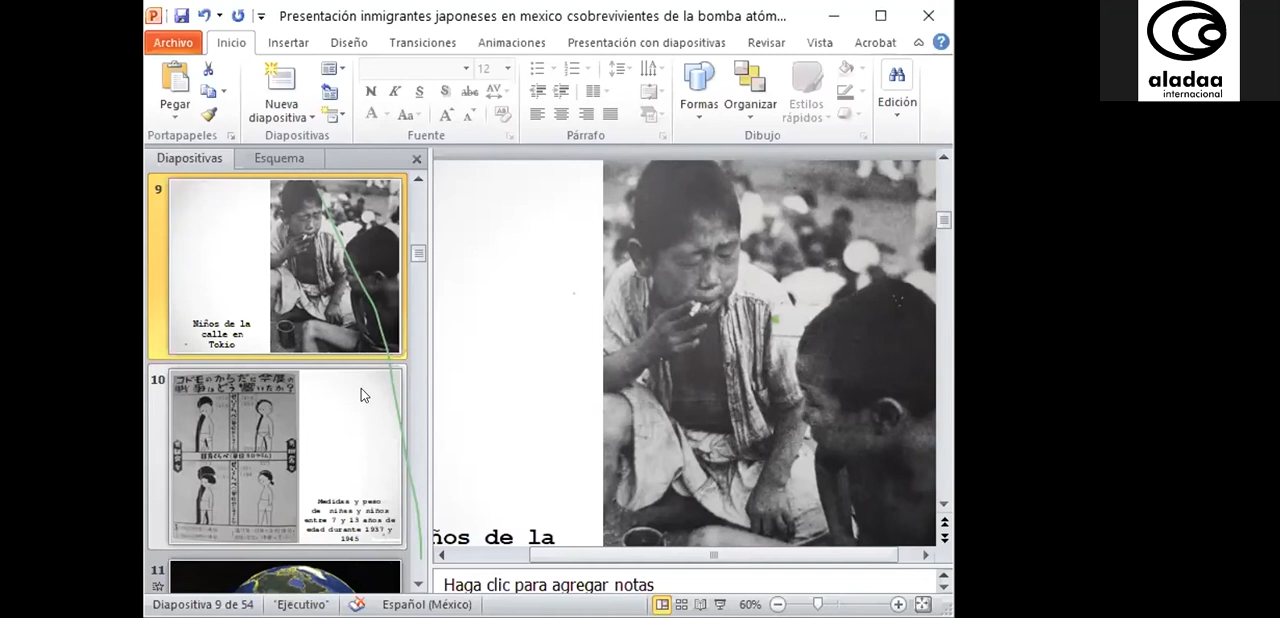 Presentación inmigrantes japoneses en mexico csobrevivientes de la bomba atóm...
Archivo
Inicio
Insertar
Diseño
Transiciones
Animaciones
Presentación con diapositivas
Revisar
Vista
Acrobat
Pegar
Nueva
diapositiva
12
N K S S abc AV
A Aa A A
Formas
Organizar
Estilos
rápidos
Edición
Portapapeles
Diapositivas
Fuente
Párrafo
Dibujo
Diapositivas
Esquema
9
Niños de la
calle en
Tokio
10
Medidas y peso
de niñas y niños
entre 7 y 13 años de
edad durante 1937 y
1945
11
ños de la
Haga clic para agregar notas
Diapositiva 9 de 54
"Ejecutivo"
Español (México)
60%
aladaa
internacional